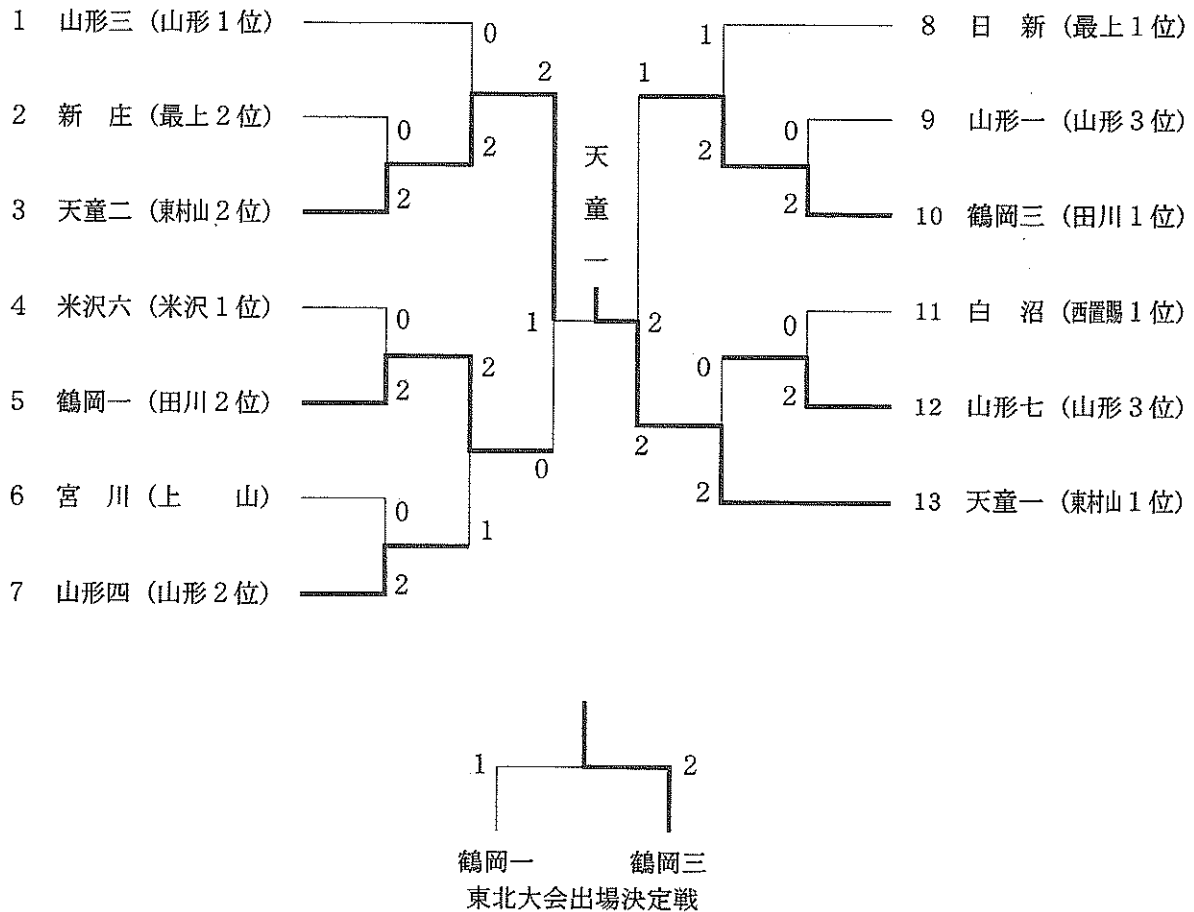 1 山形三 (山形1位)
0
2 新 庄 (最上2位)
0
2
3 天童二 (東村山2位)
2
2
4 米沢六 (米沢1位)
0
5 鶴岡一 (田川2位)
2
2
6 宮 川 (上 山)
0
7 山形四 (山形2位)
2
1
0
1
天童一
2
8 日 新 (最上1位)
1
9 山形一 (山形3位)
0
10 鶴岡三 (田川1位)
2
2
1
11 白 沼 (西置賜1位)
0
12 山形七 (山形3位)
2
0
13 天童一 (東村山1位)
2
2
1
2
鶴岡一 鶴岡三
東北大会出場決定戦